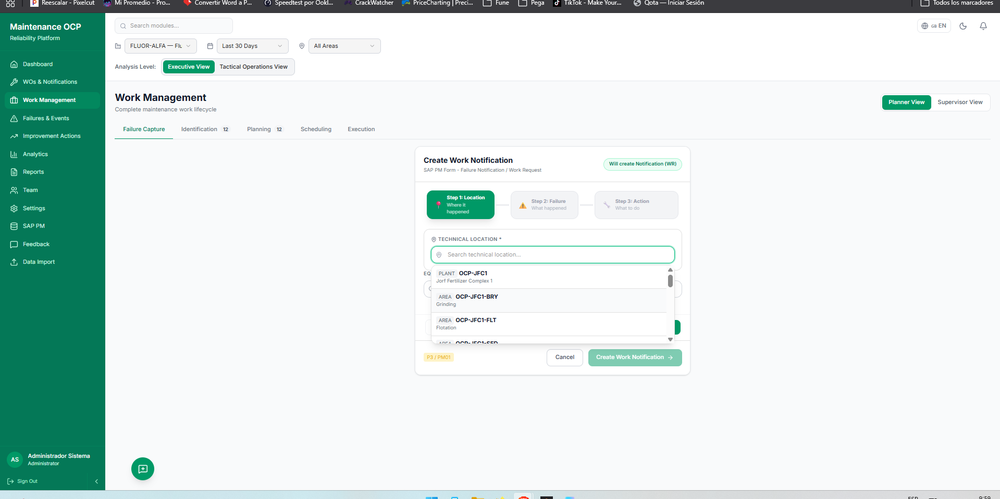 Reescalar - Pixelcut
Mi Promedio - Pro...
Convertir Word a P...
Speedtest por Ookl...
CrackWatcher
PriceCharting | Preci...
Fune
Pega
TikTok - Make Your...
Qota — Iniciar Sesión
Todos los marcadores
Maintenance OCP
Reliability Platform
Dashboard
WOs & Notifications
Work Management
Failures & Events
Improvement Actions
Analytics
Reports
Team
Settings
SAP PM
Feedback
Data Import
AS
Administrador Sistema
Administrator
Sign Out
Search modules...
GB EN
FLUOR-ALFA — Flu
Last 30 Days
All Areas
Analysis Level:
Executive View
Tactical Operations View
Work Management
Complete maintenance work lifecycle
Planner View
Supervisor View
Failure Capture
Identification 12
Planning 12
Scheduling
Execution
Create Work Notification
SAP PM Form - Failure Notification / Work Request
Will create Notification (WR)
Step 1: Location
Where it
happened
Step 2: Failure
What happened
Step 3: Action
What to do
TECHNICAL LOCATION *
Search technical location...
EQ
PLANT OCP-JFC1
Jorf Fertilizer Complex 1
AREA OCP-JFC1-BRY
Grinding
AREA OCP-JFC1-FLT
Flotation
AREA OCP-JFC1-SED
P3 / PM01
Cancel
Create Work Notification
ESP
9:59